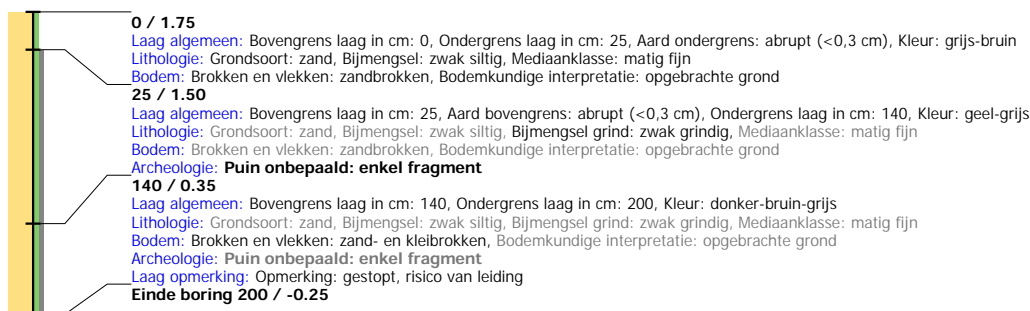 0 / 1.75
Laag algemeen: Bovengrens laag in cm: 0, Ondergrens laag in cm: 25, Aard ondergrens: abrupt (<0,3 cm), Kleur: grijs-bruin
Lithologie: Grondsoort: zand, Bijmengsel: zwak siltig, Mediaanklasse: matig fijn
Bodem: Brokken en vlekken: zandbrokken, Bodemkundige interpretatie: opgebrachte grond
25 / 1.50
Laag algemeen: Bovengrens laag in cm: 25, Aard bovengrens: abrupt (<0,3 cm), Ondergrens laag in cm: 140, Kleur: geel-grijs
Lithologie: Grondsoort: zand, Bijmengsel: zwak siltig, Bijmengsel grind: zwak grindig, Mediaanklasse: matig fijn
Bodem: Brokken en vlekken: zandbrokken, Bodemkundige interpretatie: opgebrachte grond
Archeologie: Puin onbepaald: enkel fragment
140 / 0.35
Laag algemeen: Bovengrens laag in cm: 140, Ondergrens laag in cm: 200, Kleur: donker-bruin-grijs
Lithologie: Grondsoort: zand, Bijmengsel: zwak siltig, Bijmengsel grind: zwak grindig, Mediaanklasse: matig fijn
Bodem: Brokken en vlekken: zand- en kleibrokken, Bodemkundige interpretatie: opgebrachte grond
Archeologie: Puin onbepaald: enkel fragment
Laag opmerking: Opmerking: gestopt, risico van leiding
Einde boring 200 / -0.25